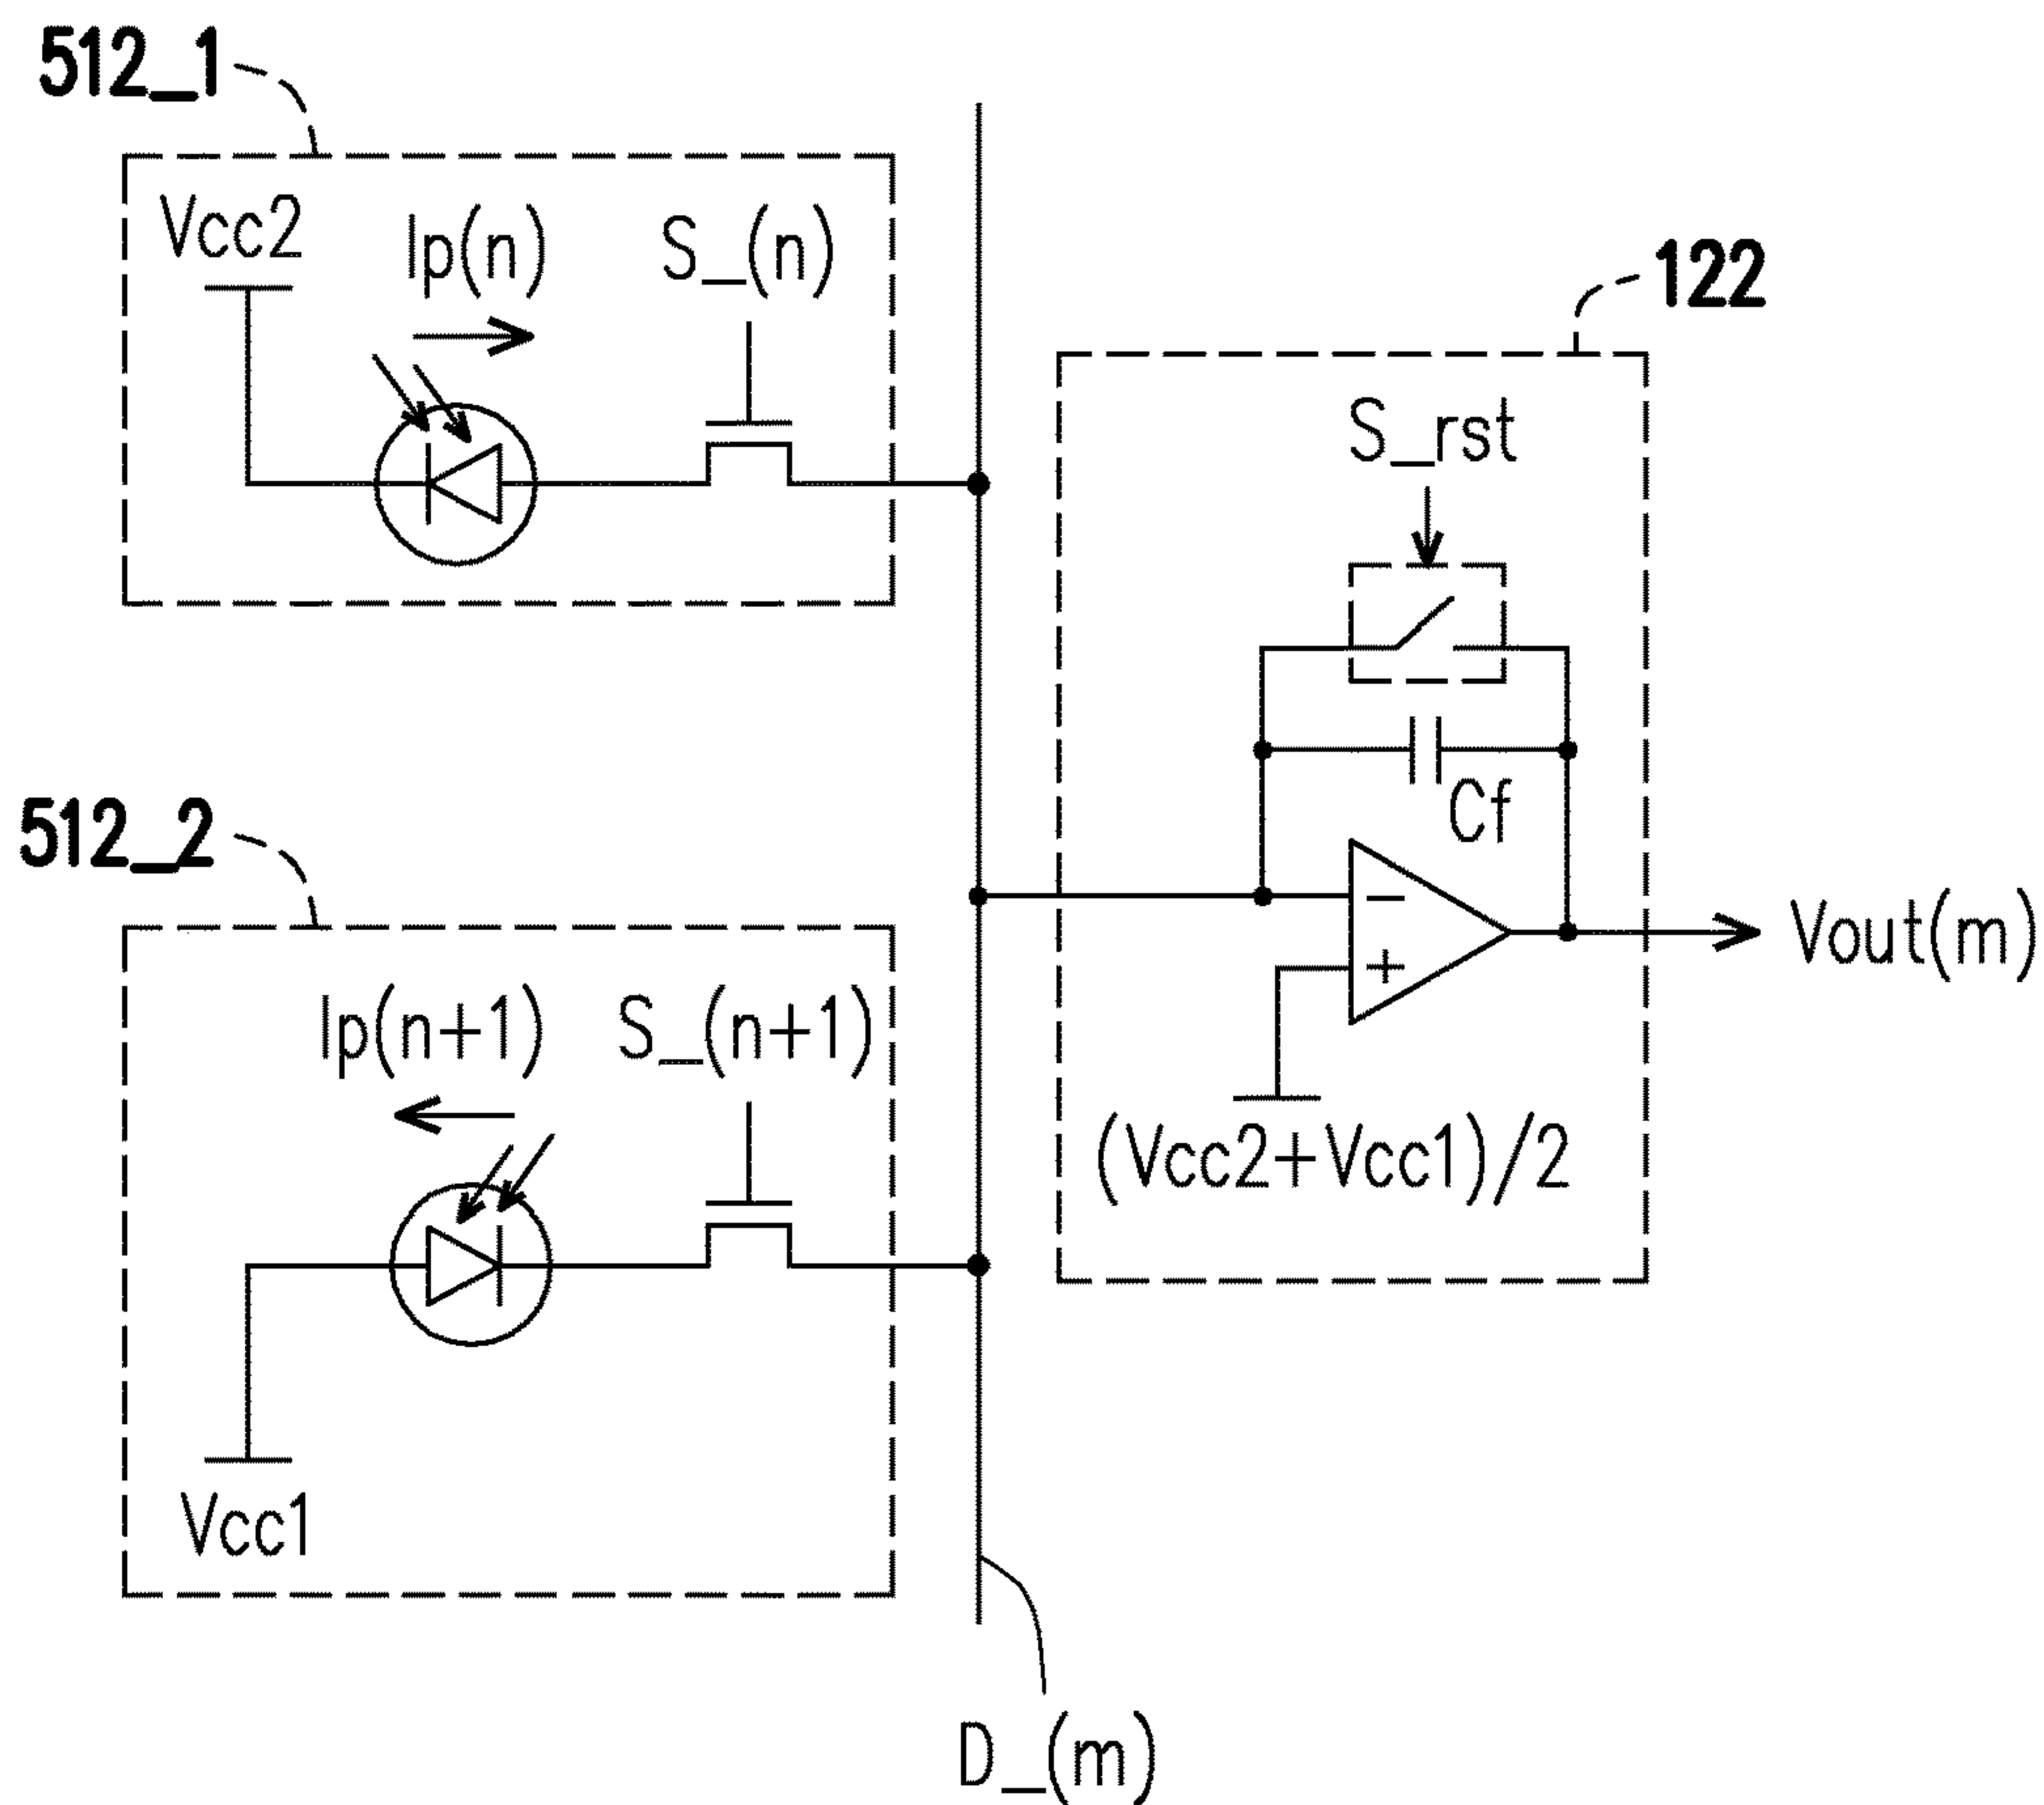 512_1
Vcc2
Ip(n)
S_(n)
122
S_rst
Cf
−
+
(Vcc2+Vcc1)/2
Vout(m)
512_2
Ip(n+1)
S_(n+1)
Vcc1
D_(m)